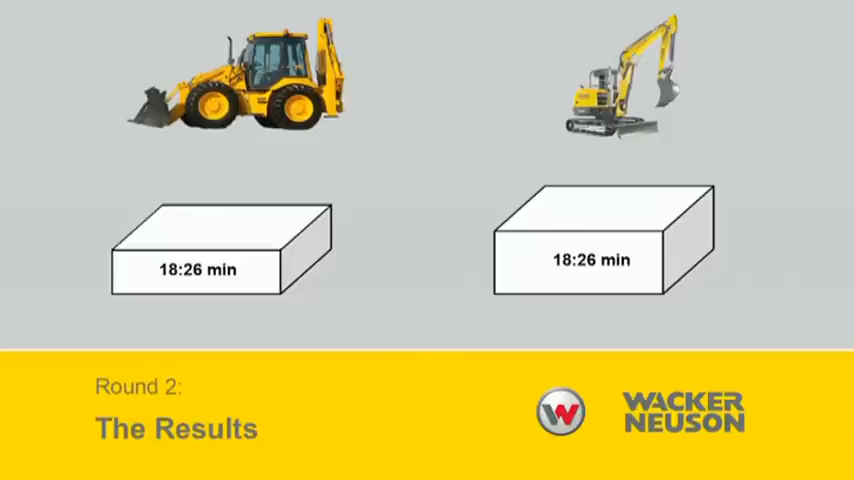 18:26 min
18:26 min
Round 2:
The Results
WACKER
NEUSON